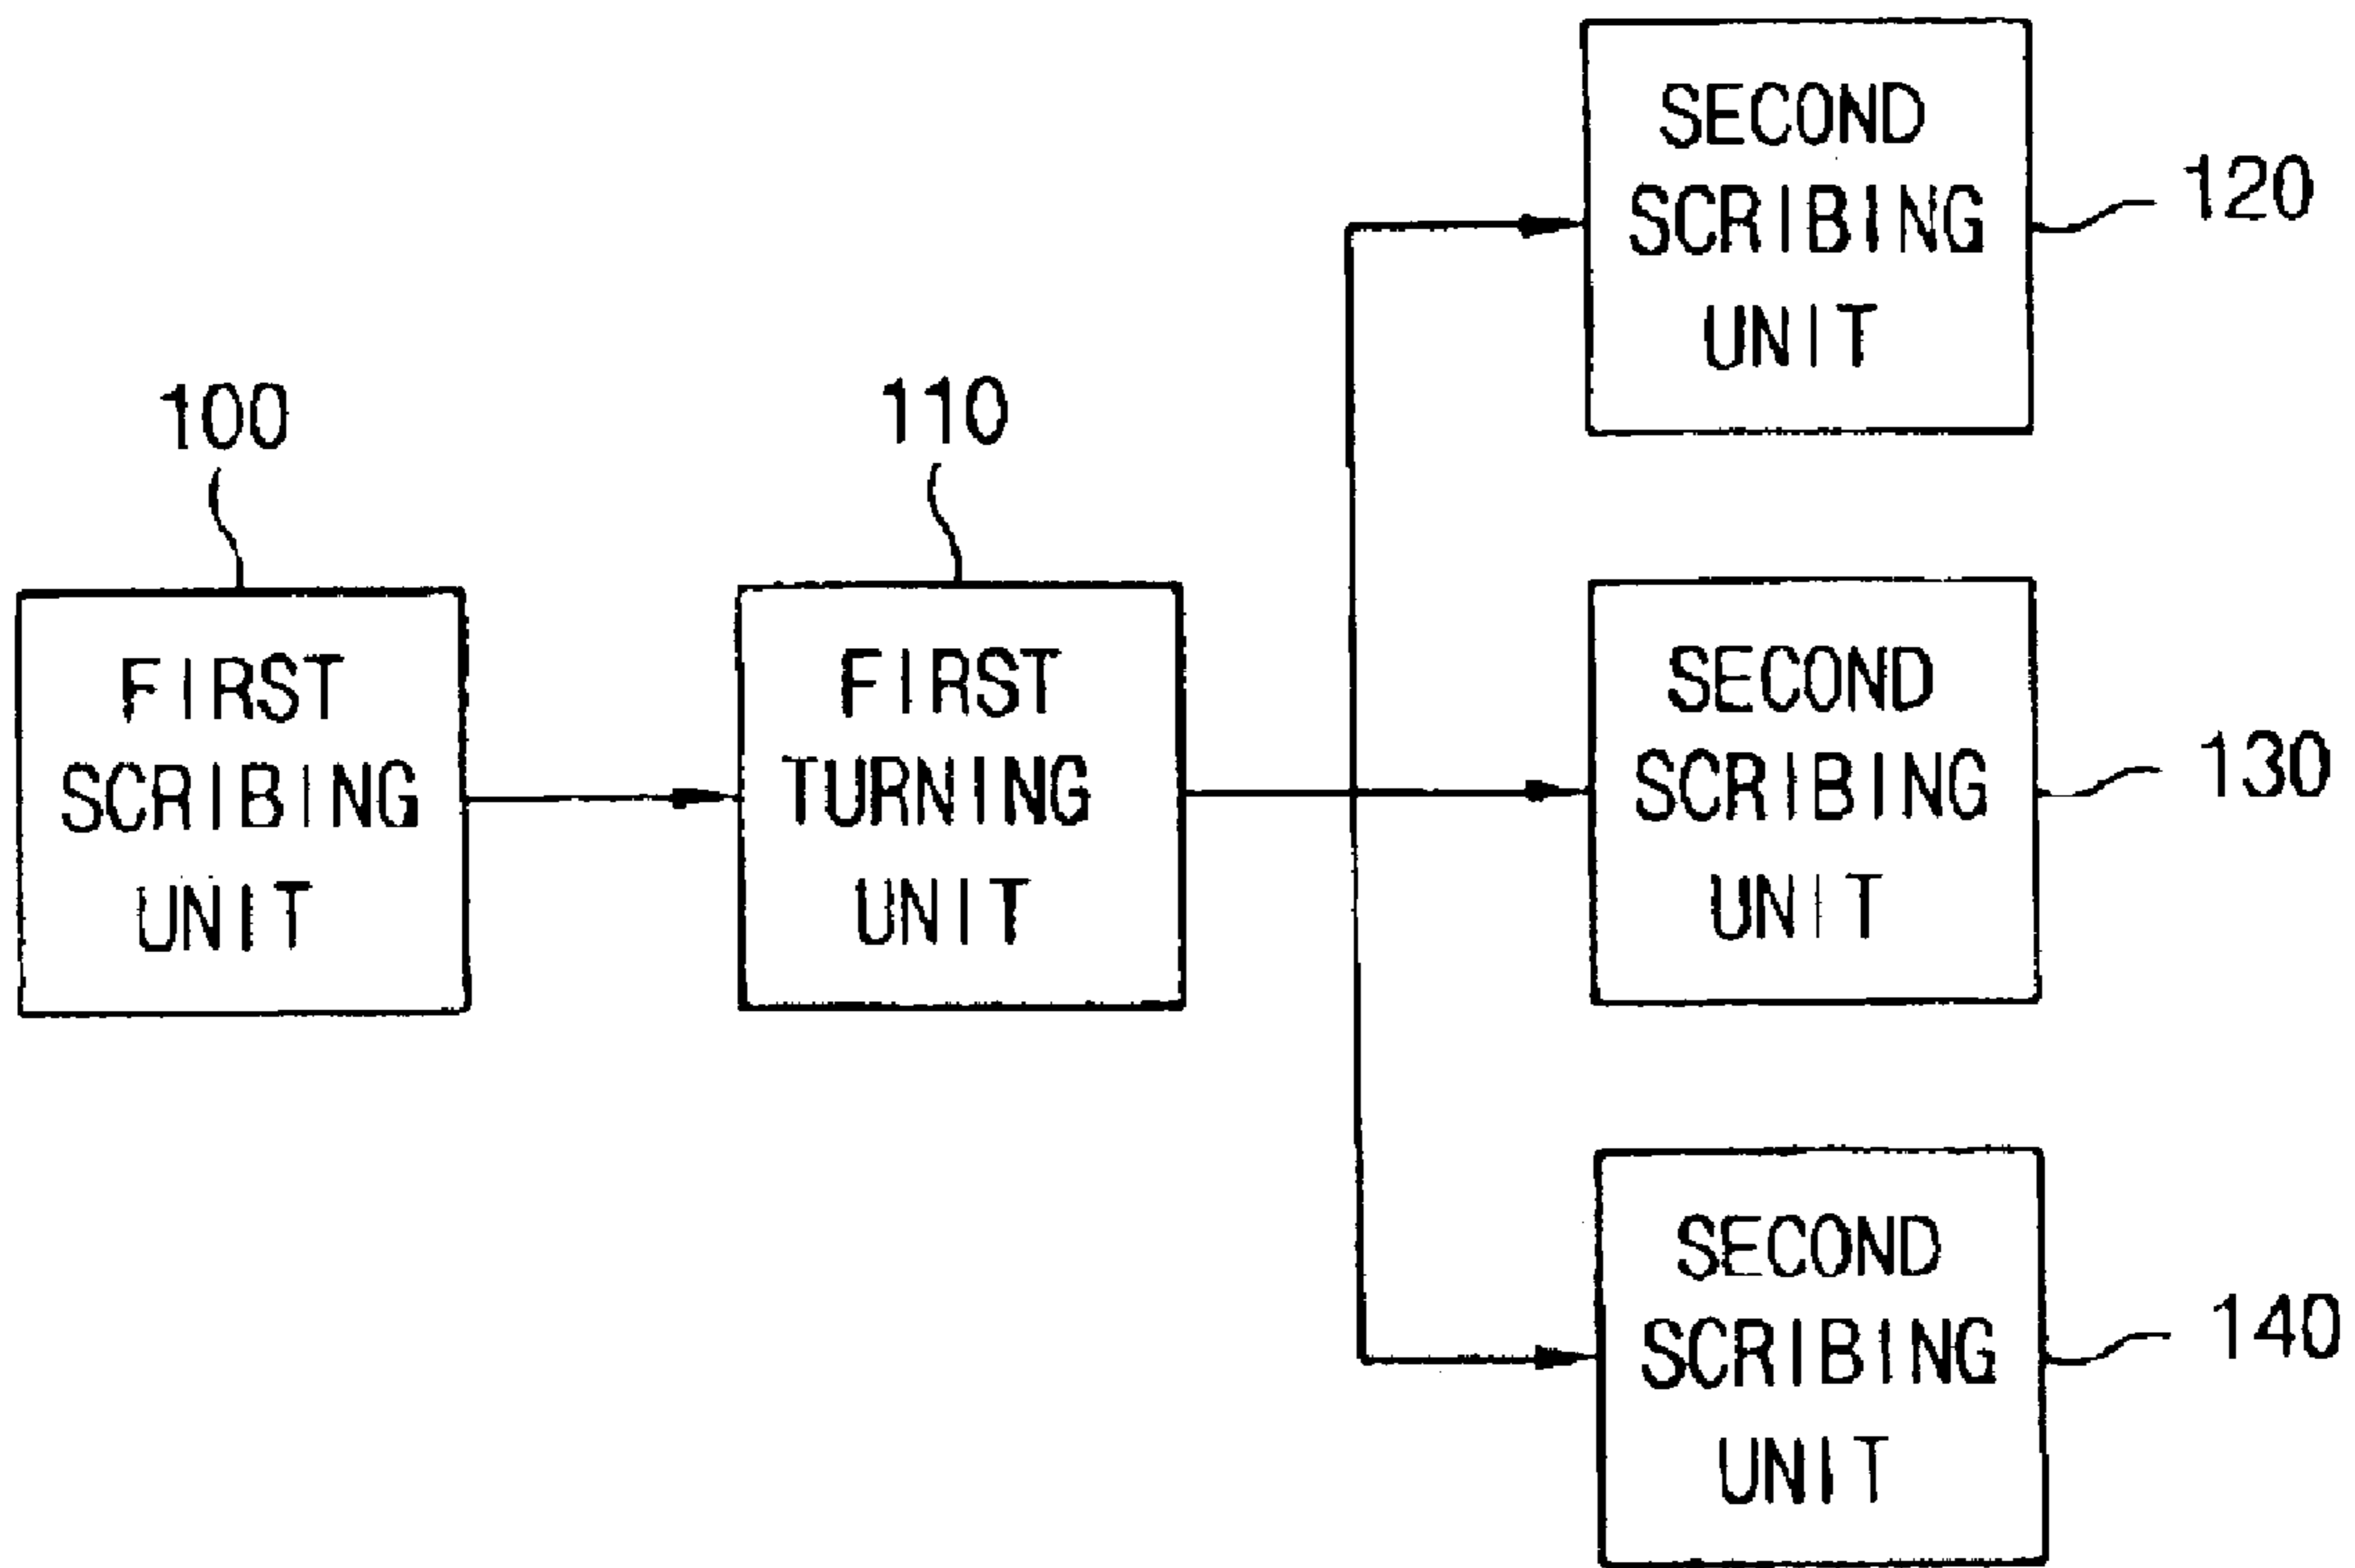 100
FIRST
SCRIBING
UNIT
110
FIRST
TURNING
UNIT
SECOND
SCRIBING
UNIT
120
SECOND
SCRIBING
UNIT
130
SECOND
SCRIBING
UNIT
140